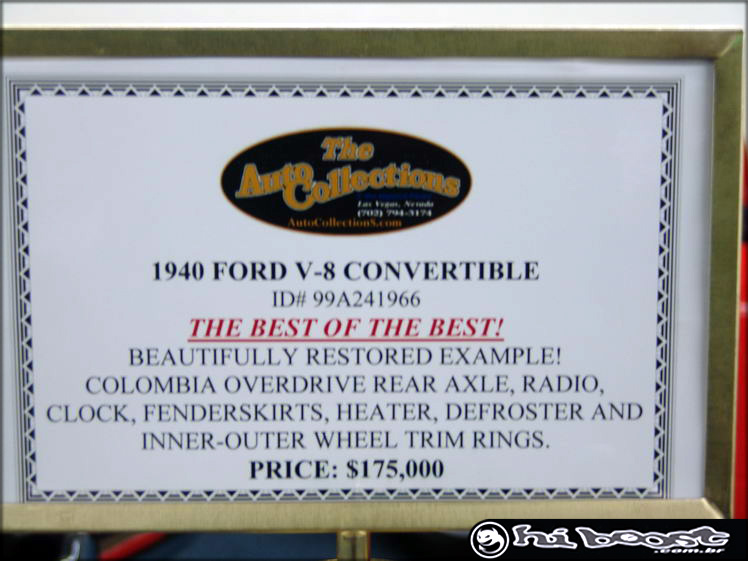 The
Auto
Collections
Las Vegas, Nevada
(702) 794-3174
AutoCollectionS.com
1940 FORD V-8 CONVERTIBLE
ID# 99A241966
THE BEST OF THE BEST!
BEAUTIFULLY RESTORED EXAMPLE!
COLOMBIA OVERDRIVE REAR AXLE, RADIO,
CLOCK, FENDERSKIRTS, HEATER, DEFROSTER AND
INNER-OUTER WHEEL TRIM RINGS.
PRICE: $175,000
hi boost
.com.br